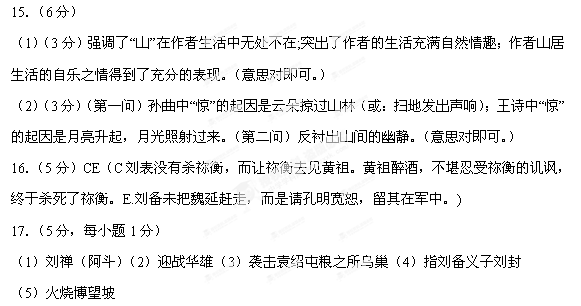 15.（6分）
（1）(3分) 强调了“山”在作者生活中无处不在;突出了作者的生活充满自然情趣；作者山居
生活的自乐之情得到了充分的表现。（意思对即可。）
（2）(3分)（第一问）孙曲中“惊”的起因是云朵掠过山林（或：扫地发出声响）；王诗中“惊”
的起因是月亮升起，月光照射过来。（第二问）反衬出山间的幽静。（意思对即可。）
16.（5分）CE（C刘表没有杀祢衡，而让祢衡去见黄祖。黄祖醉酒，不堪忍受祢衡的讥讽，
终于杀死了祢衡。E.刘备未把魏延赶走，而是请孔明宽恕，留其在军中。)
17.（5分，每小题1分）
（1）刘禅（阿斗）（2）迎战华雄（3）袭击袁绍屯粮之所乌巢（4）指刘备义子刘封
（5）火烧博望坡